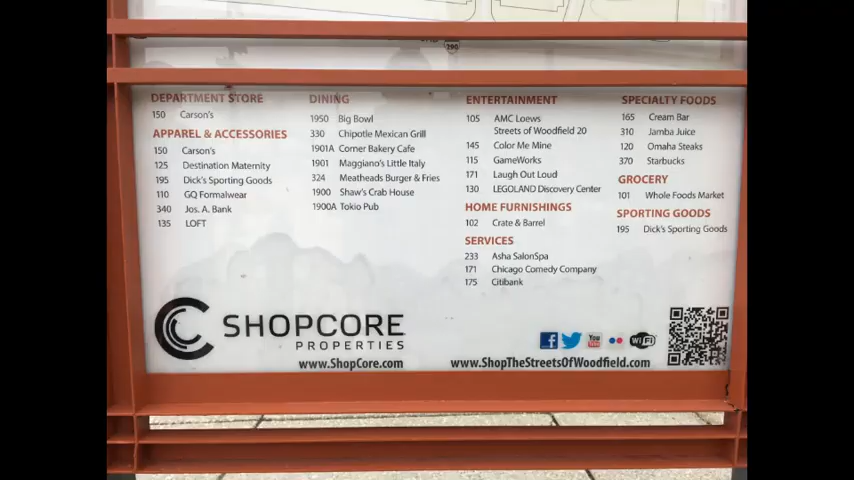 290
DEPARTMENT STORE
150 Carson's
APPAREL & ACCESSORIES
150 Carson's
125 Destination Maternity
195 Dick's Sporting Goods
110 GQ Formalwear
340 Jos. A. Bank
135 LOFT
DINING
1950 Big Bowl
330 Chipotle Mexican Grill
1901A Corner Bakery Cafe
1901 Maggiano's Little Italy
324 Meatheads Burger & Fries
1900 Shaw's Crab House
1900A Tokio Pub
ENTERTAINMENT
105 AMC Loews
Streets of Woodfield 20
145 Color Me Mine
115 GameWorks
171 Laugh Out Loud
130 LEGOLAND Discovery Center
HOME FURNISHINGS
102 Crate & Barrel
SERVICES
233 Asha SalonSpa
171 Chicago Comedy Company
175 Citibank
SPECIALTY FOODS
165 Cream Bar
310 Jamba Juice
120 Omaha Steaks
370 Starbucks
GROCERY
101 Whole Foods Market
SPORTING GOODS
195 Dick's Sporting Goods
SHOPCORE
PROPERTIES
www.ShopCore.com
You
Tube
WiFi
www.ShopTheStreetsOfWoodfield.com